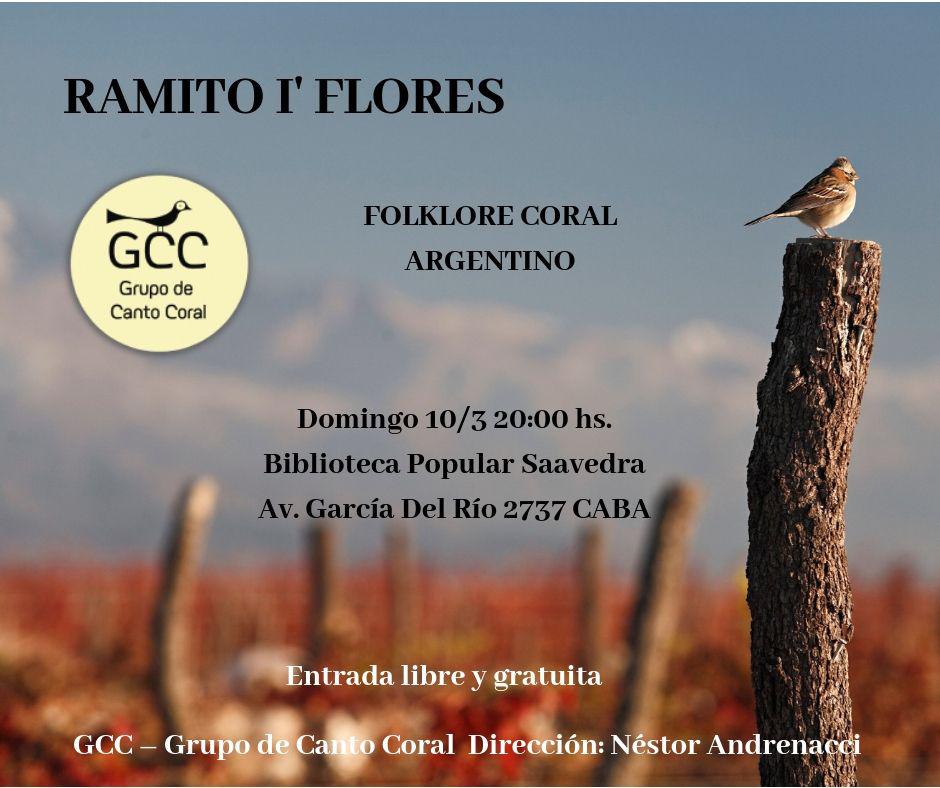 RAMITO I' FLORES
GCC
Grupo de
Canto Coral
FOLKLORE CORAL
ARGENTINO
Domingo 10/3 20:00 hs.
Biblioteca Popular Saavedra
Av. García Del Río 2737 CABA
Entrada libre y gratuita
GCC – Grupo de Canto Coral Dirección: Néstor Andrenacci